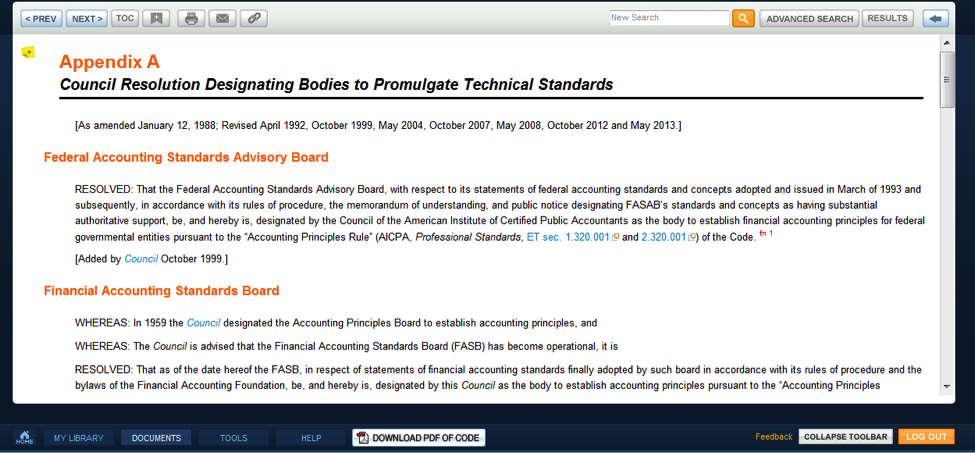 < PREV NEXT > TOC New Search ADVANCED SEARCH RESULTS
Appendix A
Council Resolution Designating Bodies to Promulgate Technical Standards
[As amended January 12, 1988; Revised April 1992, October 1999, May 2004, October 2007, May 2008, October 2012 and May 2013.]
Federal Accounting Standards Advisory Board
RESOLVED: That the Federal Accounting Standards Advisory Board, with respect to its statements of federal accounting standards and concepts adopted and issued in March of 1993 and
subsequently, in accordance with its rules of procedure, the memorandum of understanding, and public notice designating FASAB's standards and concepts as having substantial
authoritative support, be, and hereby is, designated by the Council of the American Institute of Certified Public Accountants as the body to establish financial accounting principles for federal
governmental entities pursuant to the “Accounting Principles Rule” (AICPA, Professional Standards, ET sec. 1.320.001 and 2.320.001) of the Code. fn 1
[Added by Council October 1999.]
Financial Accounting Standards Board
WHEREAS: In 1959 the Council designated the Accounting Principles Board to establish accounting principles, and
WHEREAS: The Council is advised that the Financial Accounting Standards Board (FASB) has become operational, it is
RESOLVED: That as of the date hereof the FASB, in respect of statements of financial accounting standards finally adopted by such board in accordance with its rules of procedure and the
bylaws of the Financial Accounting Foundation, be, and hereby is, designated by this Council as the body to establish accounting principles pursuant to the “Accounting Principles
HOME MY LIBRARY DOCUMENTS TOOLS HELP DOWNLOAD PDF OF CODE Feedback COLLAPSE TOOLBAR LOG OUT